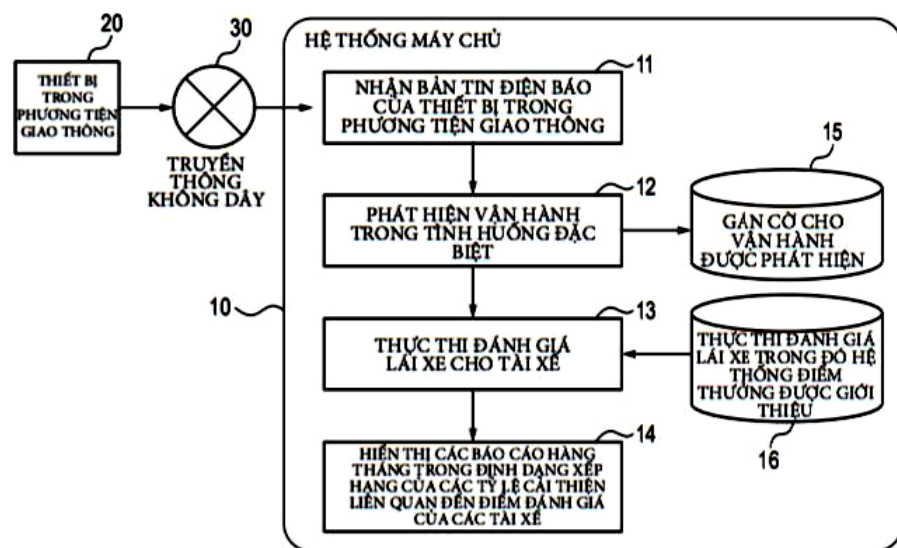 20
30
THIẾT BỊ
TRONG
PHƯƠNG TIỆN
GIAO THÔNG
TRUYỀN
THÔNG
KHÔNG DÂY
HỆ THỐNG MÁY CHỦ
11
NHẬN BẢN TIN ĐIỆN BÁO
CỦA THIẾT BỊ TRONG
PHƯƠNG TIỆN GIAO THÔNG
12
PHÁT HIỆN VẬN HÀNH
TRONG TÌNH HUỐNG ĐẶC
BIỆT
15
GÁN CỜ CHO
VẬN HÀNH
ĐƯỢC PHÁT HIỆN
10
13
THỰC THI ĐÁNH GIÁ
LÁI XE CHO TÀI XẾ
THỰC THI ĐÁNH GIÁ
LÁI XE TRONG ĐÓ HỆ
THỐNG ĐIỂM
THƯỞNG ĐƯỢC GIỚI
THIỆU
16
14
HIỂN THỊ CÁC BÁO CÁO HÀNG
THÁNG TRONG ĐỊNH DẠNG XẾP
HẠNG CỦA CÁC TỶ LỆ CẢI THIỆN
LIÊN QUAN ĐẾN ĐIỂM ĐÁNH GIÁ
CỦA CÁC TÀI XẾ